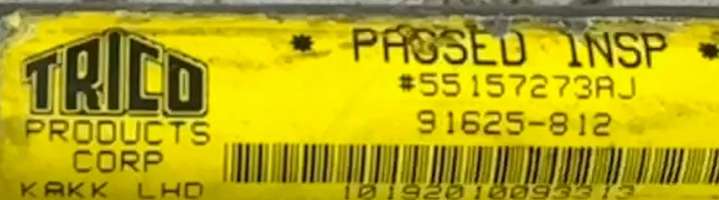 TRICO
PRODUCTS
CORP
KAKK LHD
* PASSED INSP *
#55157273AJ
91625-812
10192010093313